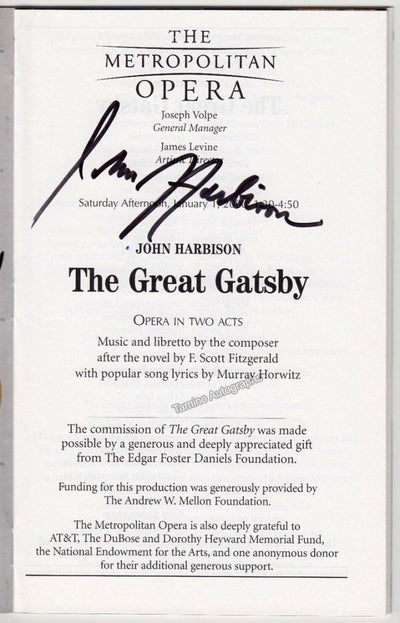 THE
METROPOLITAN
OPERA
Joseph Volpe
General Manager
James Levine
Artistic Director
John Harbison
Saturday Afternoon, January 1, 30-4:50
JOHN HARBISON
The Great Gatsby
OPERA IN TWO ACTS
Music and libretto by the composer
after the novel by F. Scott Fitzgerald
with popular song lyrics by Murray Horwitz
Tamino Autographs
The commission of The Great Gatsby was made
possible by a generous and deeply appreciated gift
from The Edgar Foster Daniels Foundation.
Funding for this production was generously provided by
The Andrew W. Mellon Foundation.
The Metropolitan Opera is also deeply grateful to
AT&T, The DuBose and Dorothy Heyward Memorial Fund,
the National Endowment for the Arts, and one anonymous donor
for their additional generous support.